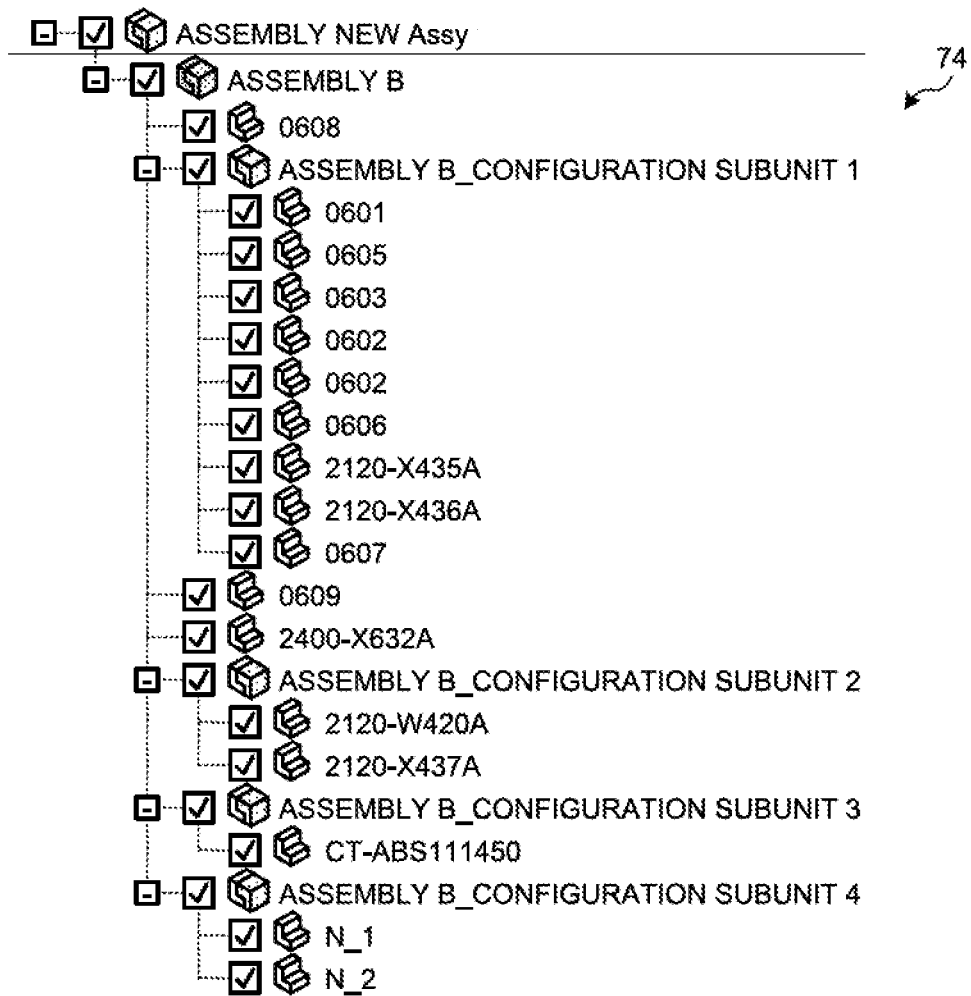 ASSEMBLY NEW Assy
74
ASSEMBLY B
0608
ASSEMBLY B_CONFIGURATION SUBUNIT 1
0601
0605
0603
0602
0602
0606
2120-X435A
2120-X436A
0607
0609
2400-X632A
ASSEMBLY B_CONFIGURATION SUBUNIT 2
2120-W420A
2120-X437A
ASSEMBLY B_CONFIGURATION SUBUNIT 3
CT-ABS111450
ASSEMBLY B_CONFIGURATION SUBUNIT 4
N_1
N_2